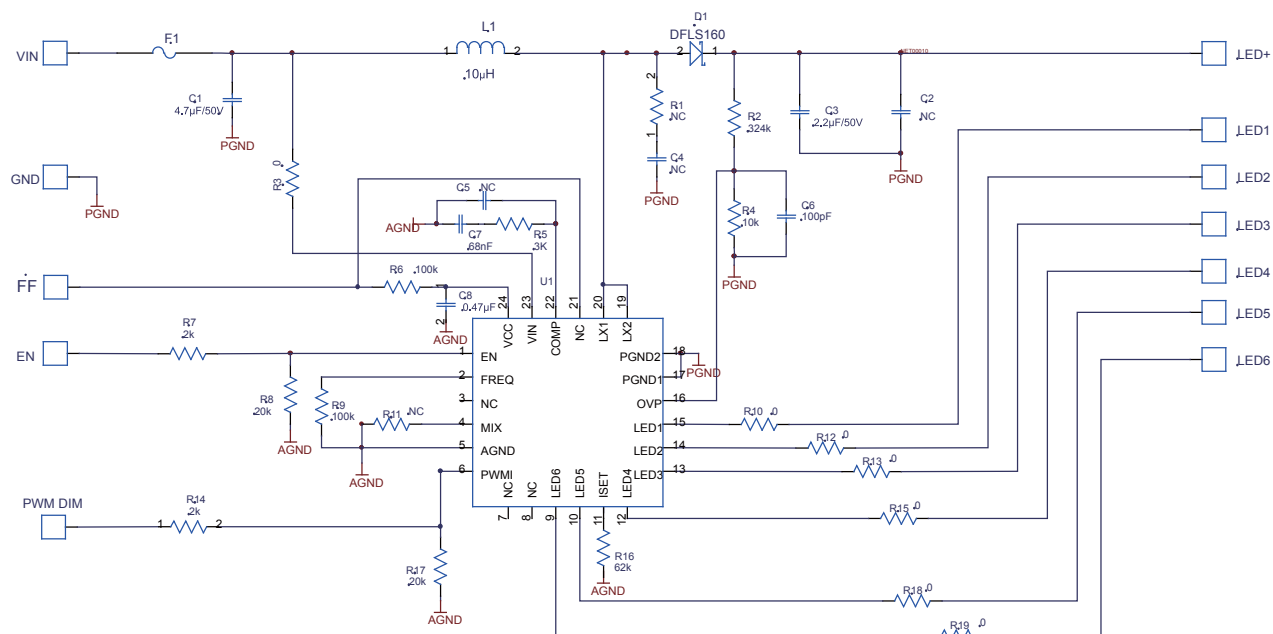 VIN
F1
C1
4.7µF/50V
PGND
L1
1
2
10µH
D1
DFLS160
2
1
LED+
R3
0
2
R1
NC
1
C4
NC
PGND
R2
324k
C3
2.2µF/50V
C2
NC
PGND
LED1
GND
PGND
LED2
C5
NC
AGND
C7
68nF
R5
3K
R4
10k
C6
100pF
PGND
LED3
LED4
FF
R6
100k
1
C8
0.47µF
2
AGND
U1
24
23
22
21
20
19
VCC
VIN
COMP
NC
LX1
LX2
LED5
EN
R7
2k
R8
20k
AGND
R9
100k
R11
NC
AGND
1
EN
2
FREQ
3
NC
4
MIX
5
AGND
6
PWMI
PGND2
18
PGND
PGND1
17
OVP
16
LED1
15
LED2
14
LED3
13
LED6
R10
0
R12
0
R13
0
NC
NC
LED6
LED5
ISET
LED4
7
8
9
10
11
12
PWM DIM
1
R14
2k
2
R17
20k
AGND
R16
62k
AGND
R15
0
R18
0
R19
0